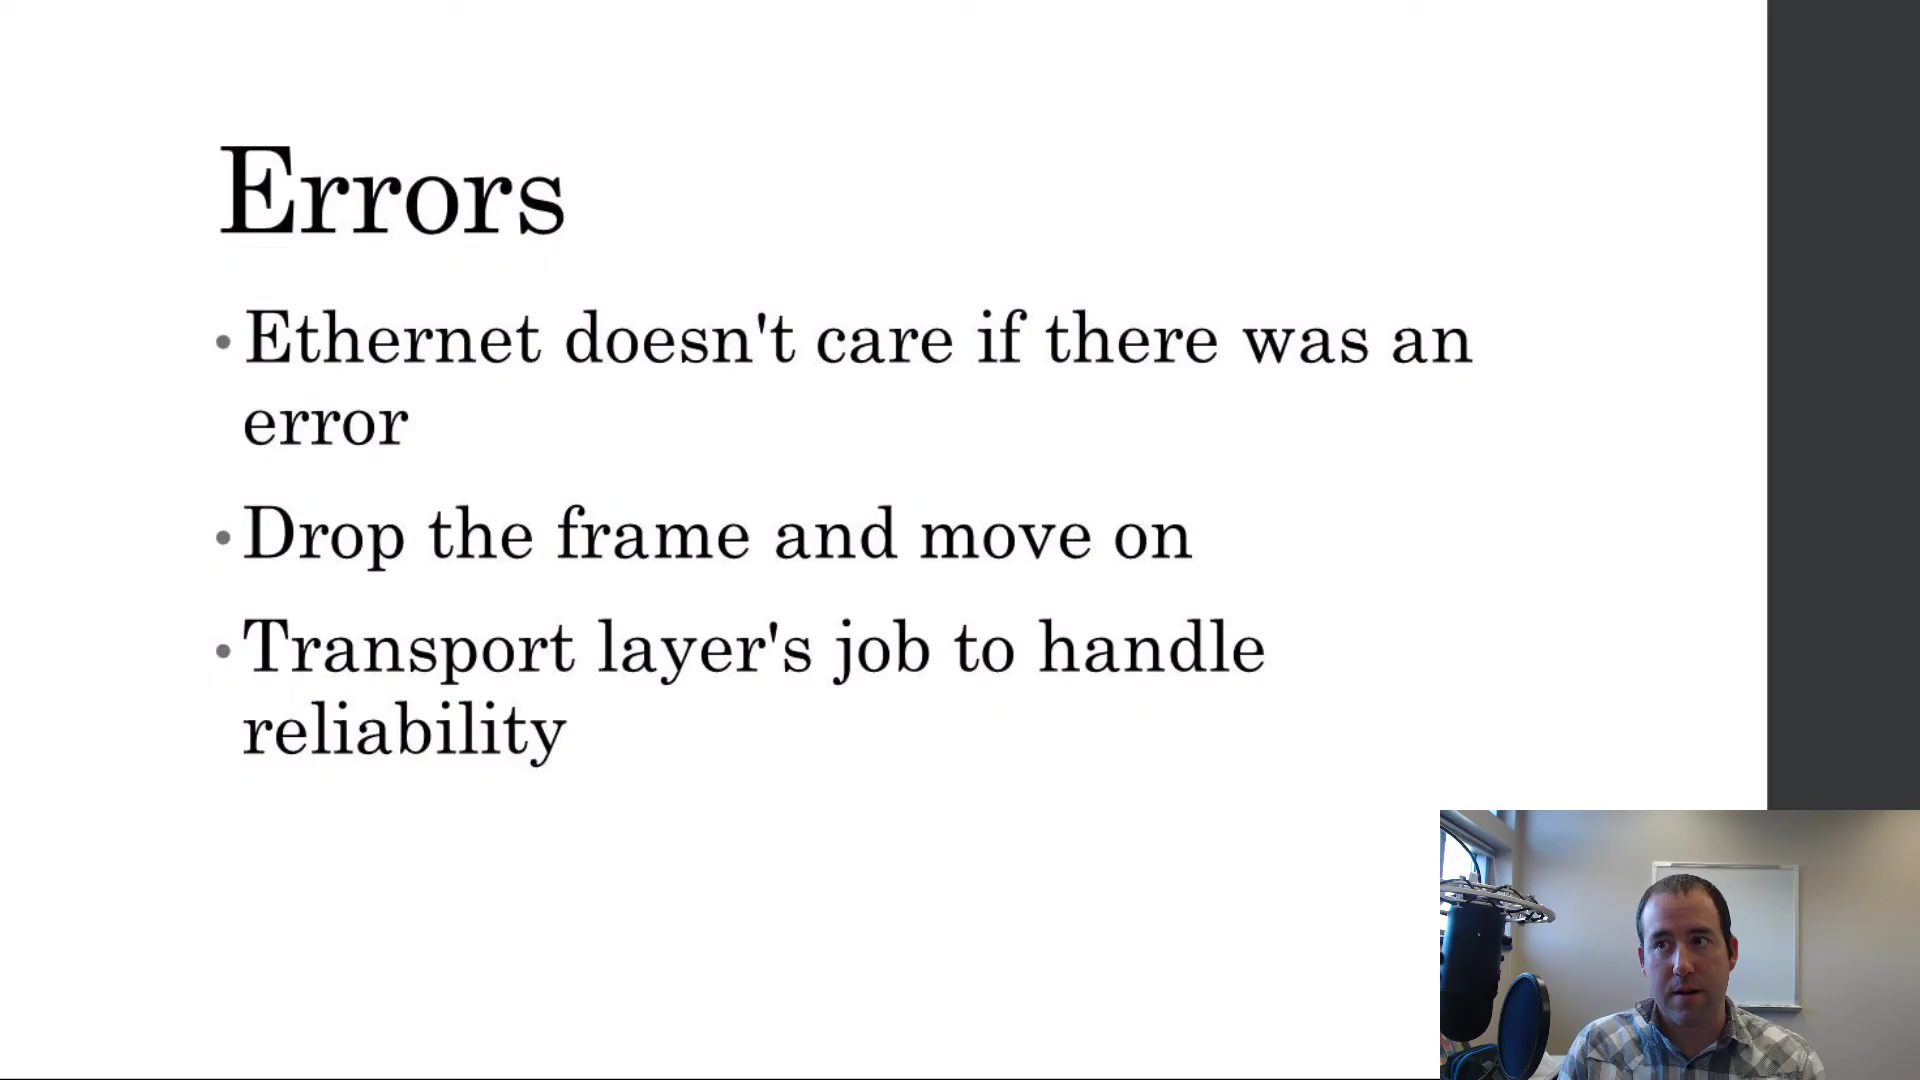 Errors
• Ethernet doesn't care if there was an
error
• Drop the frame and move on
• Transport layer's job to handle
reliability